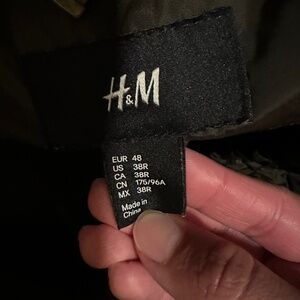 H&M
EUR 48
US 38R
CA 38R
CN 175/96A
MX 38R
Made in
China